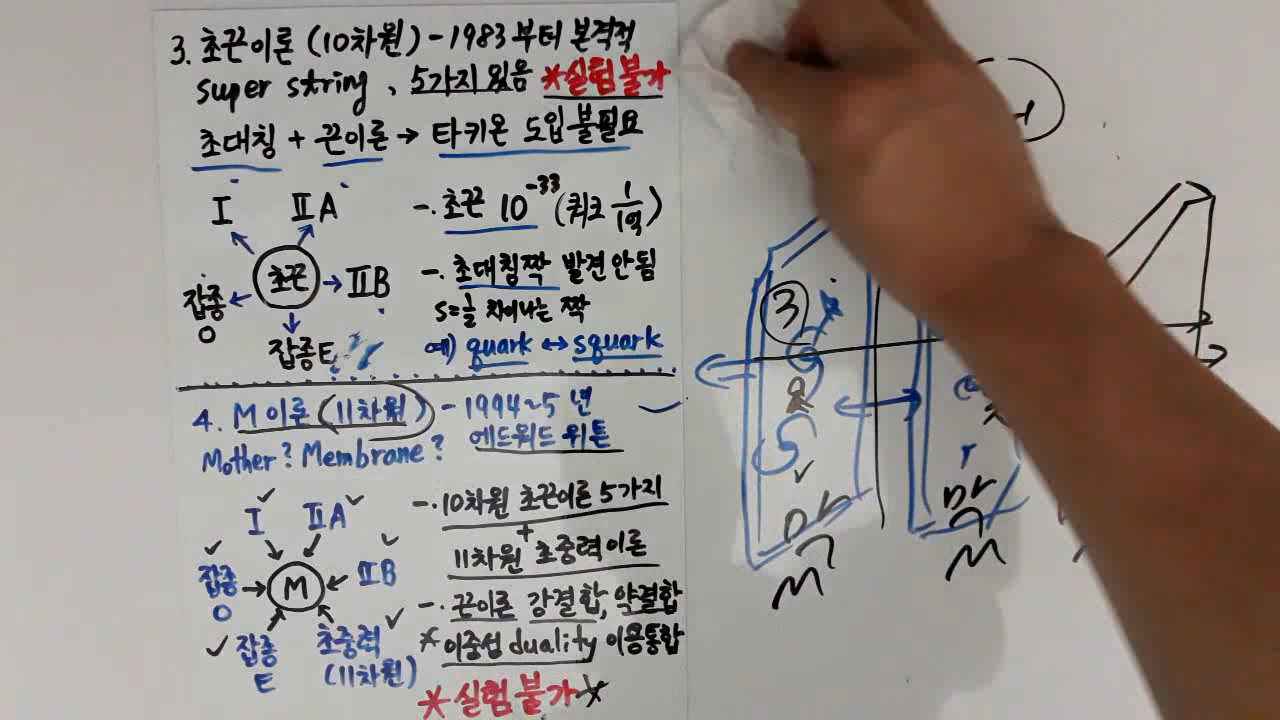 3. 초끈이론 (10차원) - 1983부터 본격적
super string, 5가지 있음 *실험불가
초대칭 + 끈이론 → 타키온 도입 불필요
I
IIA
초끈
IIB
잡종
O
잡종E
-. 초끈 10⁻³³ (쿼크 1/1억)
-. 초대칭짝 발견 안됨
S=½ 차이나는 짝
예) quark ↔ squark
4. M 이론 (11차원) - 1994~5 년
에드워드 위튼
Mother? Membrane?
I
IIA
IIB
M
잡종
O
잡종
E
초중력
(11차원)
-. 10차원 초끈이론 5가지
+
11차원 초중력이론
-. 끈이론 강결합, 약결합
* 이중성 duality 이용통합
* 실험 불가 *
3
M
M